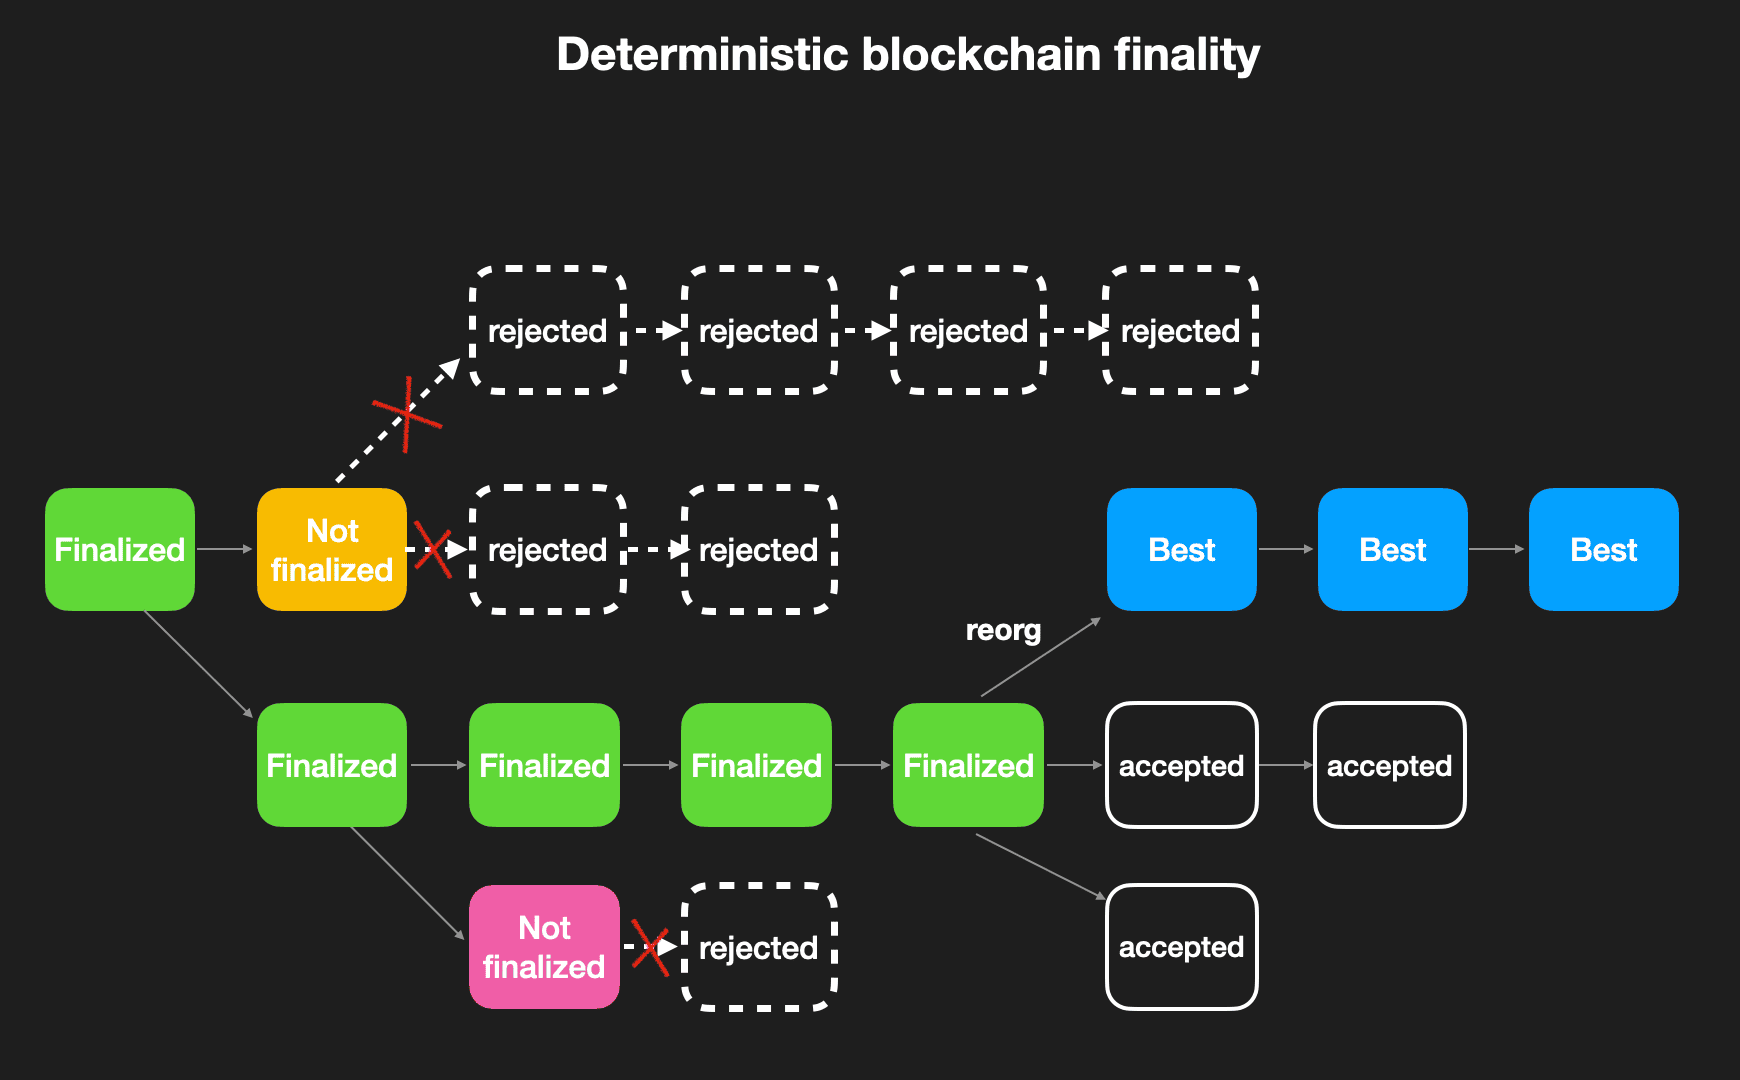 Deterministic blockchain finality
rejected
rejected
rejected
rejected
Finalized
Not
finalized
rejected
rejected
Best
Best
Best
reorg
Finalized
Finalized
Finalized
Finalized
accepted
accepted
Not
finalized
rejected
accepted